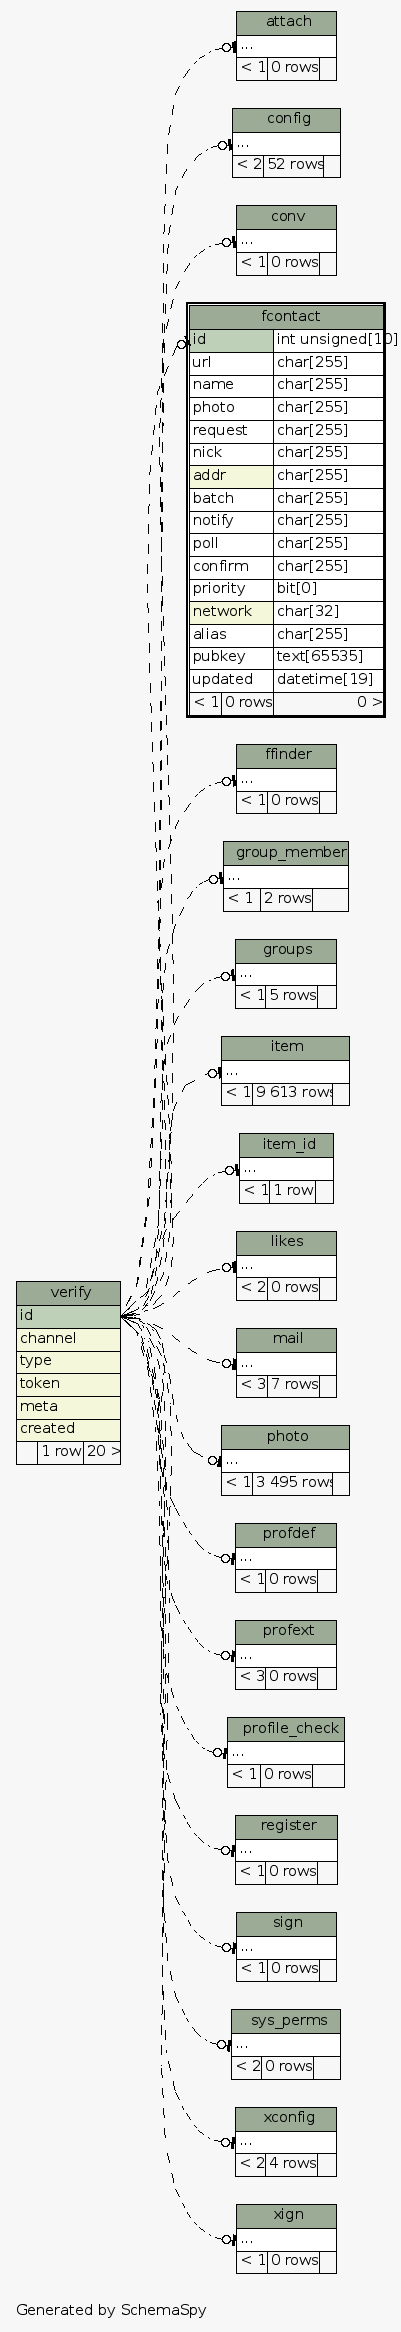 attach
...
< 1 0 rows
config
...
< 2 52 rows
conv
...
< 1 0 rows
fcontact
id int unsigned[10]
url char[255]
name char[255]
photo char[255]
request char[255]
nick char[255]
addr char[255]
batch char[255]
notify char[255]
poll char[255]
confirm char[255]
priority bit[0]
network char[32]
alias char[255]
pubkey text[65535]
updated datetime[19]
< 1 0 rows 0 >
ffinder
...
< 1 0 rows
group_member
...
< 1 2 rows
groups
...
< 1 5 rows
item
...
< 1 9 613 rows
item_id
...
< 1 1 row
verify
id
channel
type
token
meta
created
1 row 20 >
likes
...
< 2 0 rows
mail
...
< 3 7 rows
photo
...
< 1 3 495 rows
profdef
...
< 1 0 rows
profext
...
< 3 0 rows
profile_check
...
< 1 0 rows
register
...
< 1 0 rows
sign
...
< 1 0 rows
sys_perms
...
< 2 0 rows
xconfig
...
< 2 4 rows
xign
...
< 1 0 rows
Generated by SchemaSpy